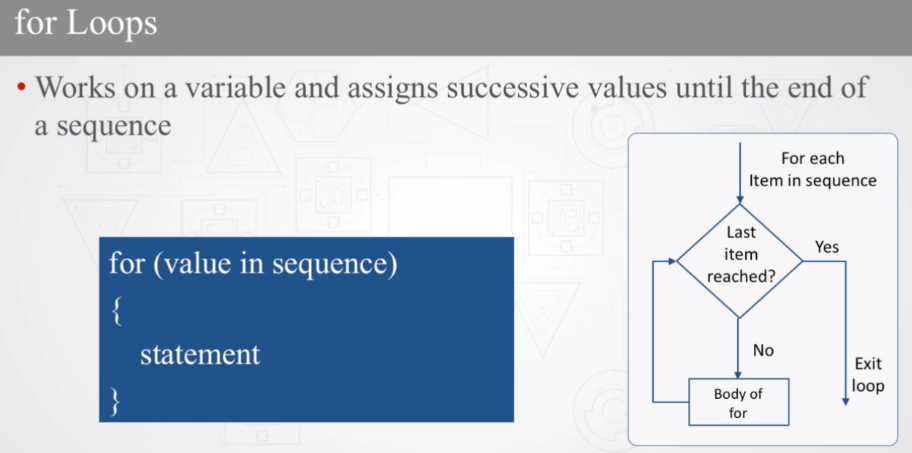 for Loops
• Works on a variable and assigns successive values until the end of
a sequence
for (value in sequence)
{
statement
}
For each
Item in sequence
Last
item
reached?
Yes
No
Body of
for
Exit
loop